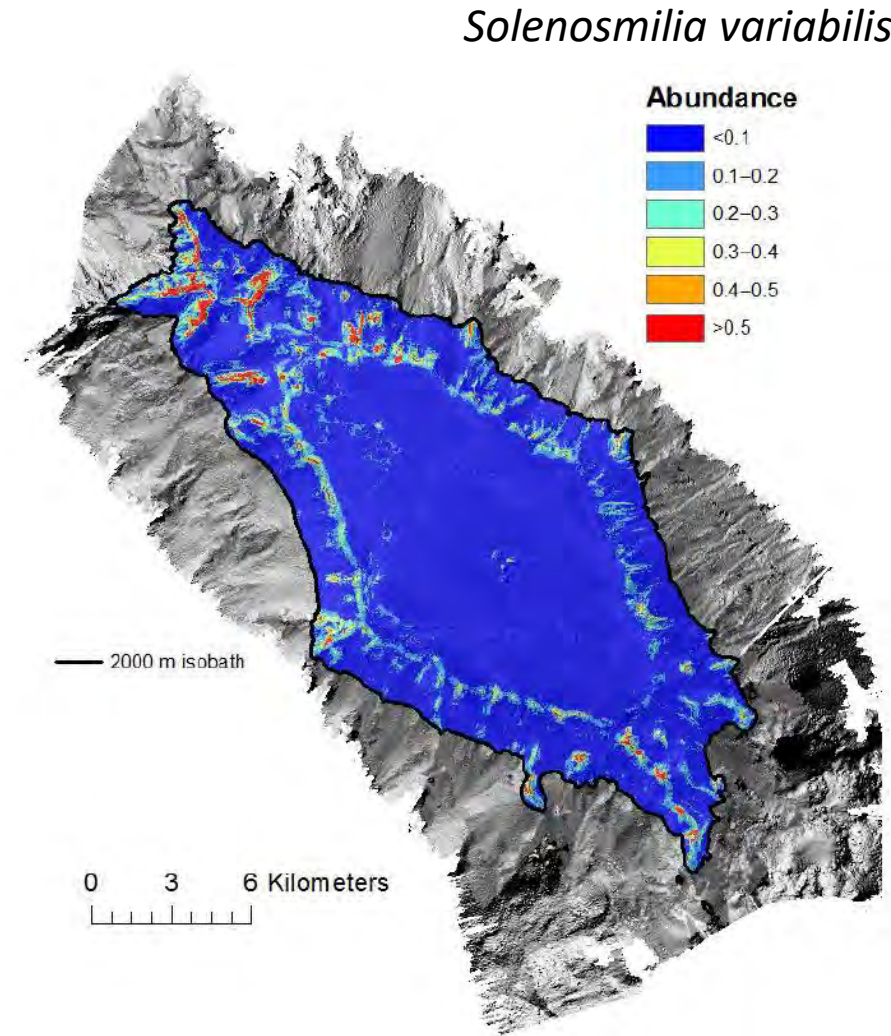 Solenosmilia variabilis
Abundance
<0.1
0.1–0.2
0.2–0.3
0.3–0.4
0.4–0.5
>0.5
2000 m isobath
0 3 6 Kilometers